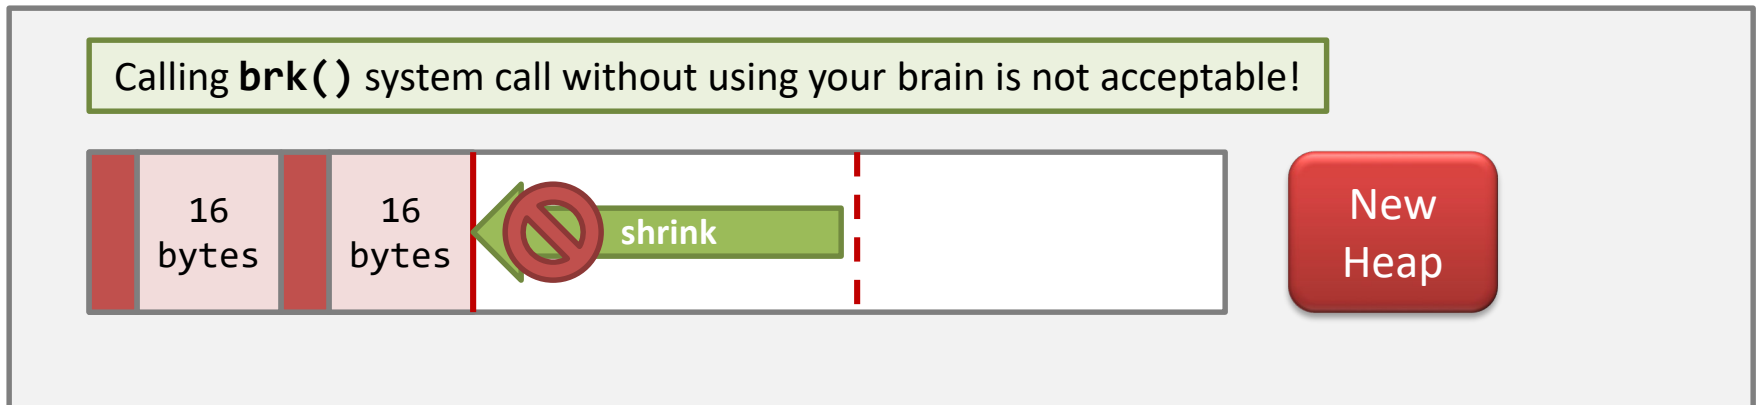 Calling brk() system call without using your brain is not acceptable!
16
bytes
16
bytes
shrink
New
Heap